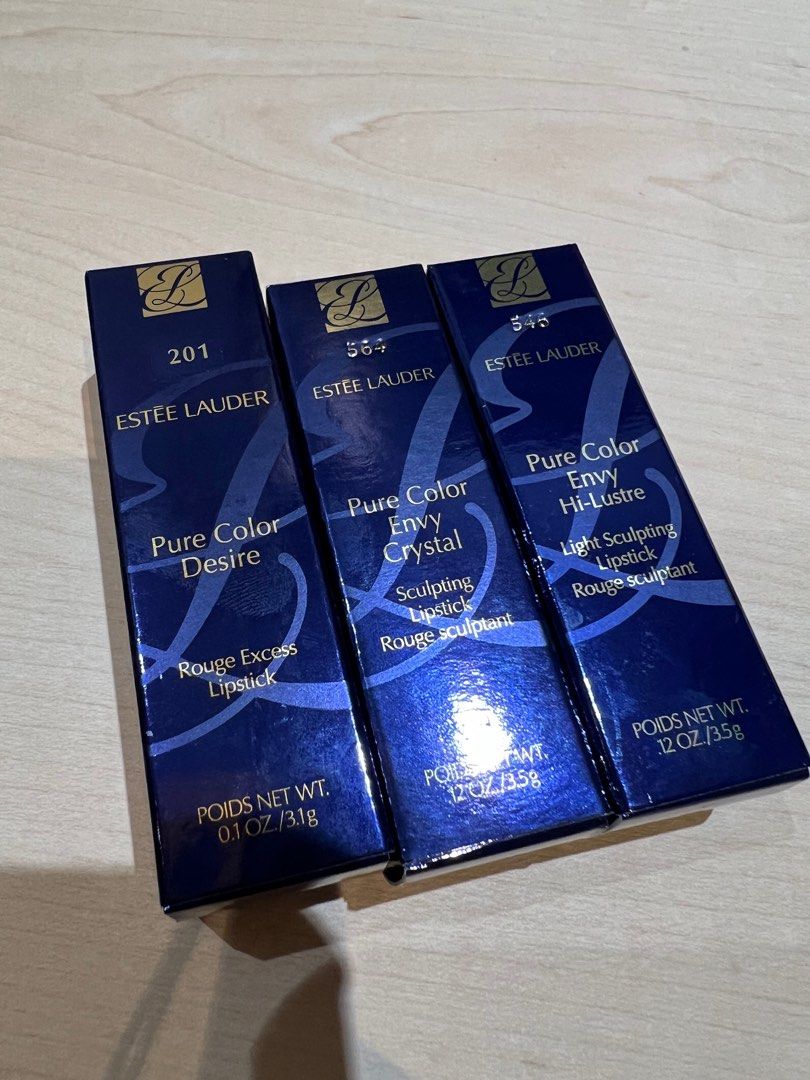 201
ESTĒE LAUDER
Pure Color
Desire
Rouge Excess
Lipstick
POIDS NET WT.
0.1 OZ./3.1g
564
ESTĒE LAUDER
Pure Color
Envy
Crystal
Sculpting
Lipstick
Rouge sculptant
WT.
.12 OZ./3.5g
ESTĒE LAUDER
Pure Color
Envy
Hi-Lustre
Light Sculpting
Lipstick
Rouge sculptant
POIDS NET WT.
.12 OZ./3.5g